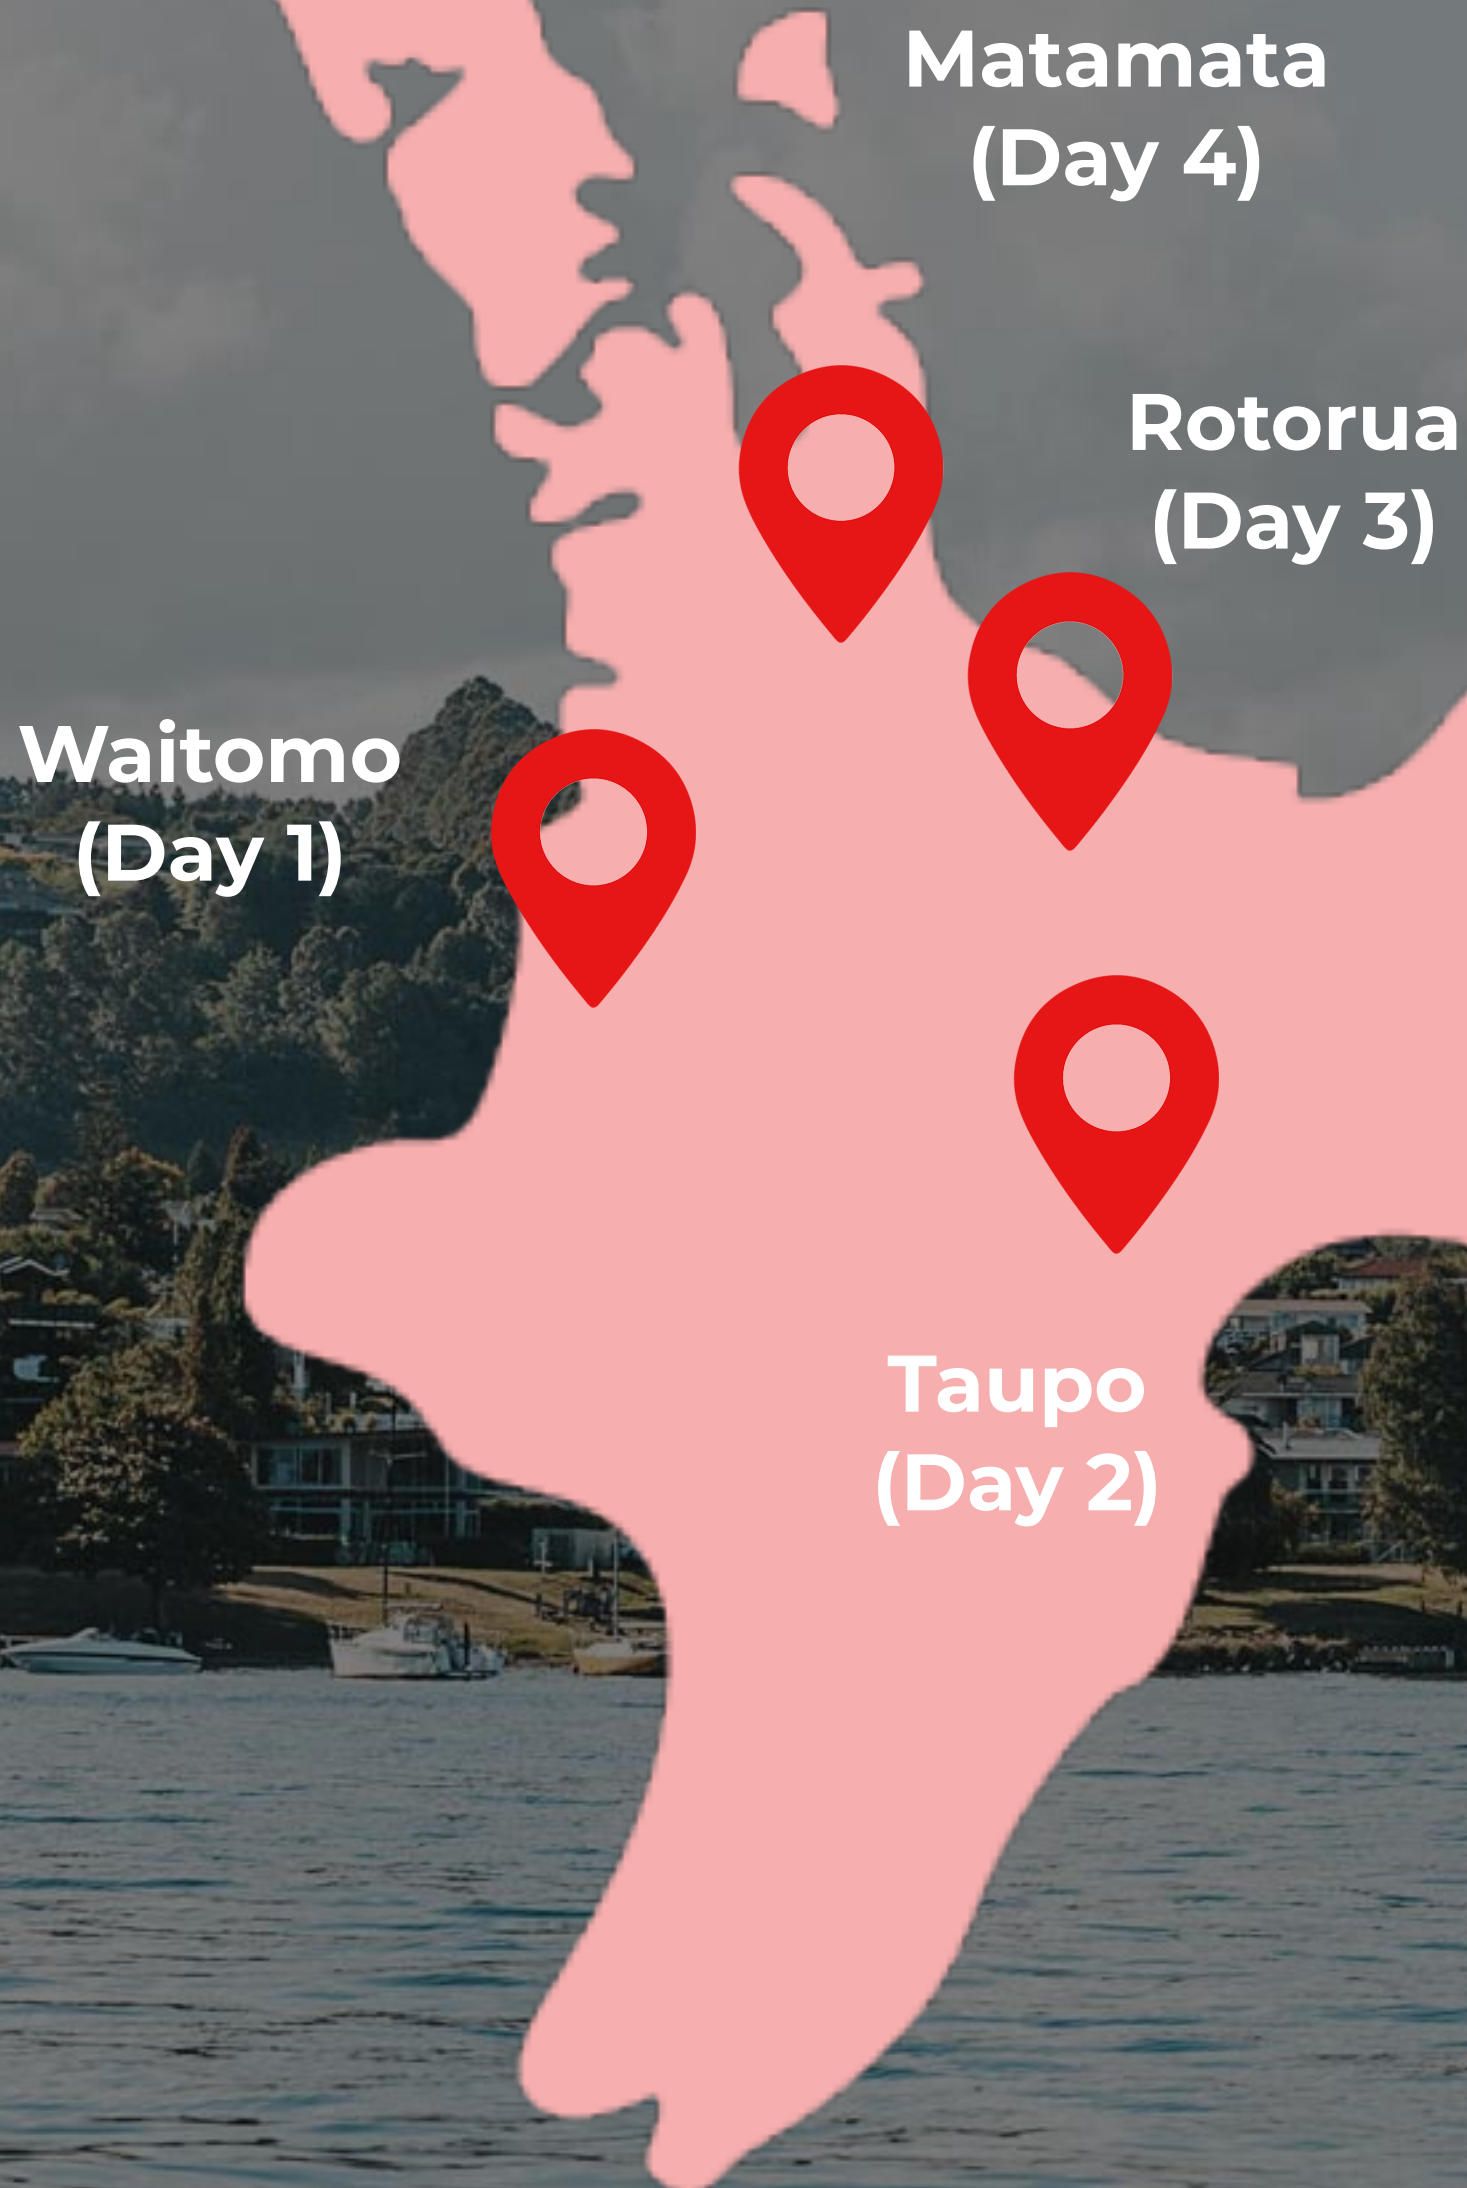 Matamata
(Day 4)
Rotorua
(Day 3)
Waitomo
(Day 1)
Taupo
(Day 2)